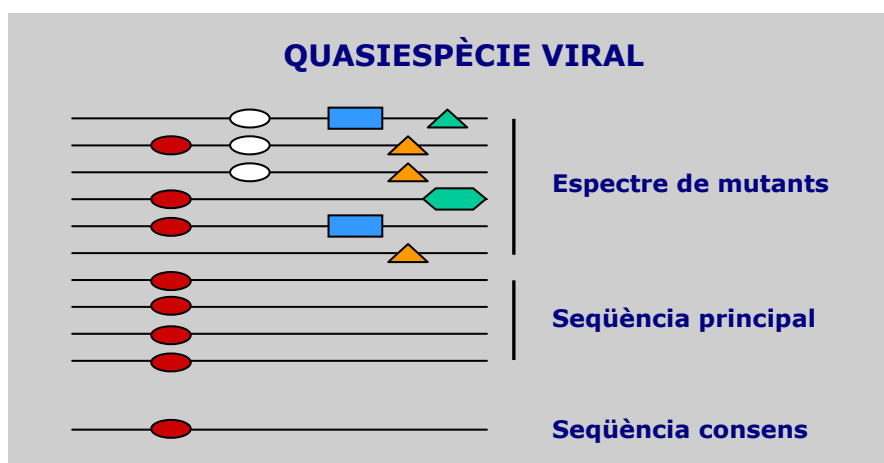 QUASIESPÈCIE VIRAL
Espectre de mutants
Seqüència principal
Seqüència consens